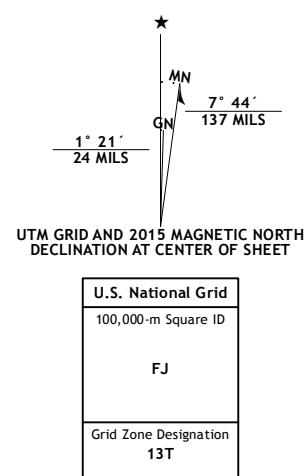 ★
MN
7° 44´
137 MILS
GN
1° 21´
24 MILS
UTM GRID AND 2015 MAGNETIC NORTH
DECLINATION AT CENTER OF SHEET
U.S. National Grid
100,000-m Square ID
FJ
Grid Zone Designation
13T